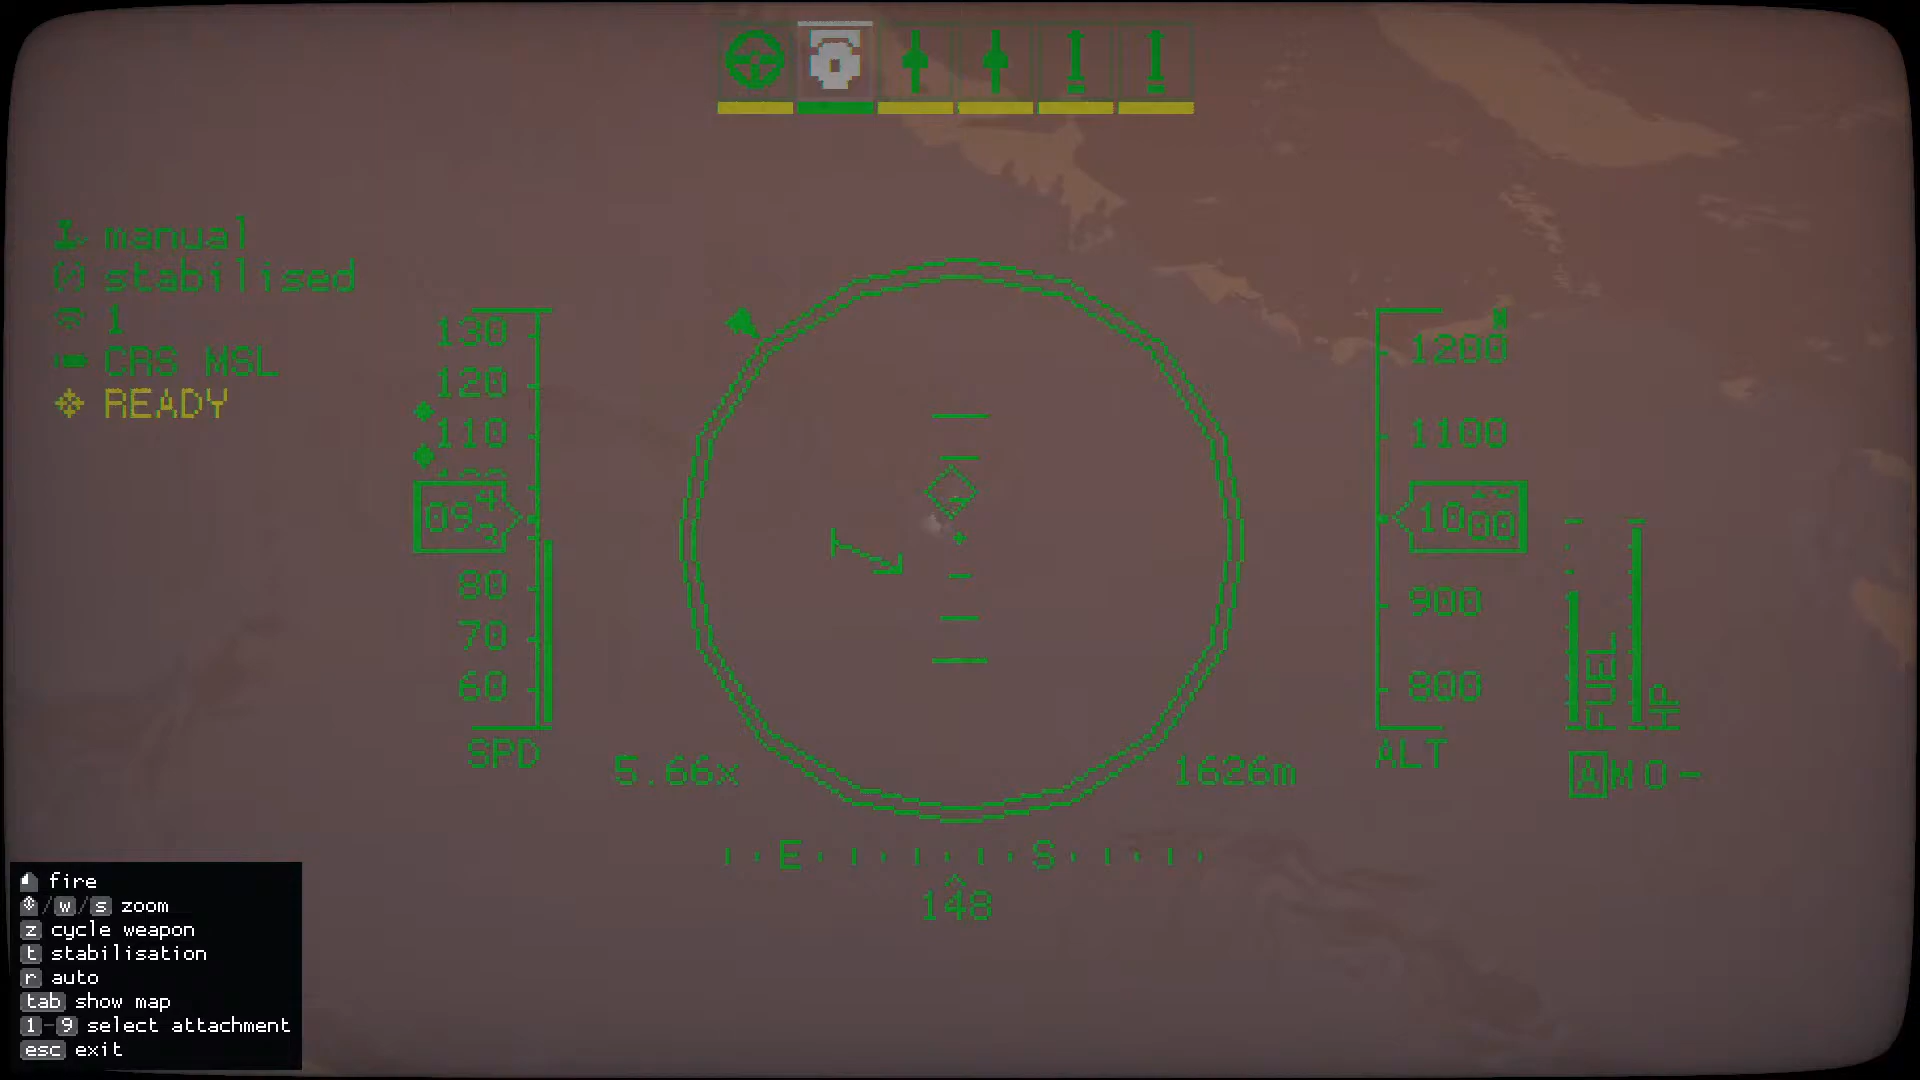 manual
stabilised
1
CRS MSL
READY
130
120
110
09
80
70
60
SPD
N
1200
1100
10 00
900
800
ALT
FUEL
HP
AMO-
5.66x
1626m
E S
148
fire
/w/s zoom
z cycle weapon
t stabilisation
r auto
tab show map
1-9 select attachment
esc exit